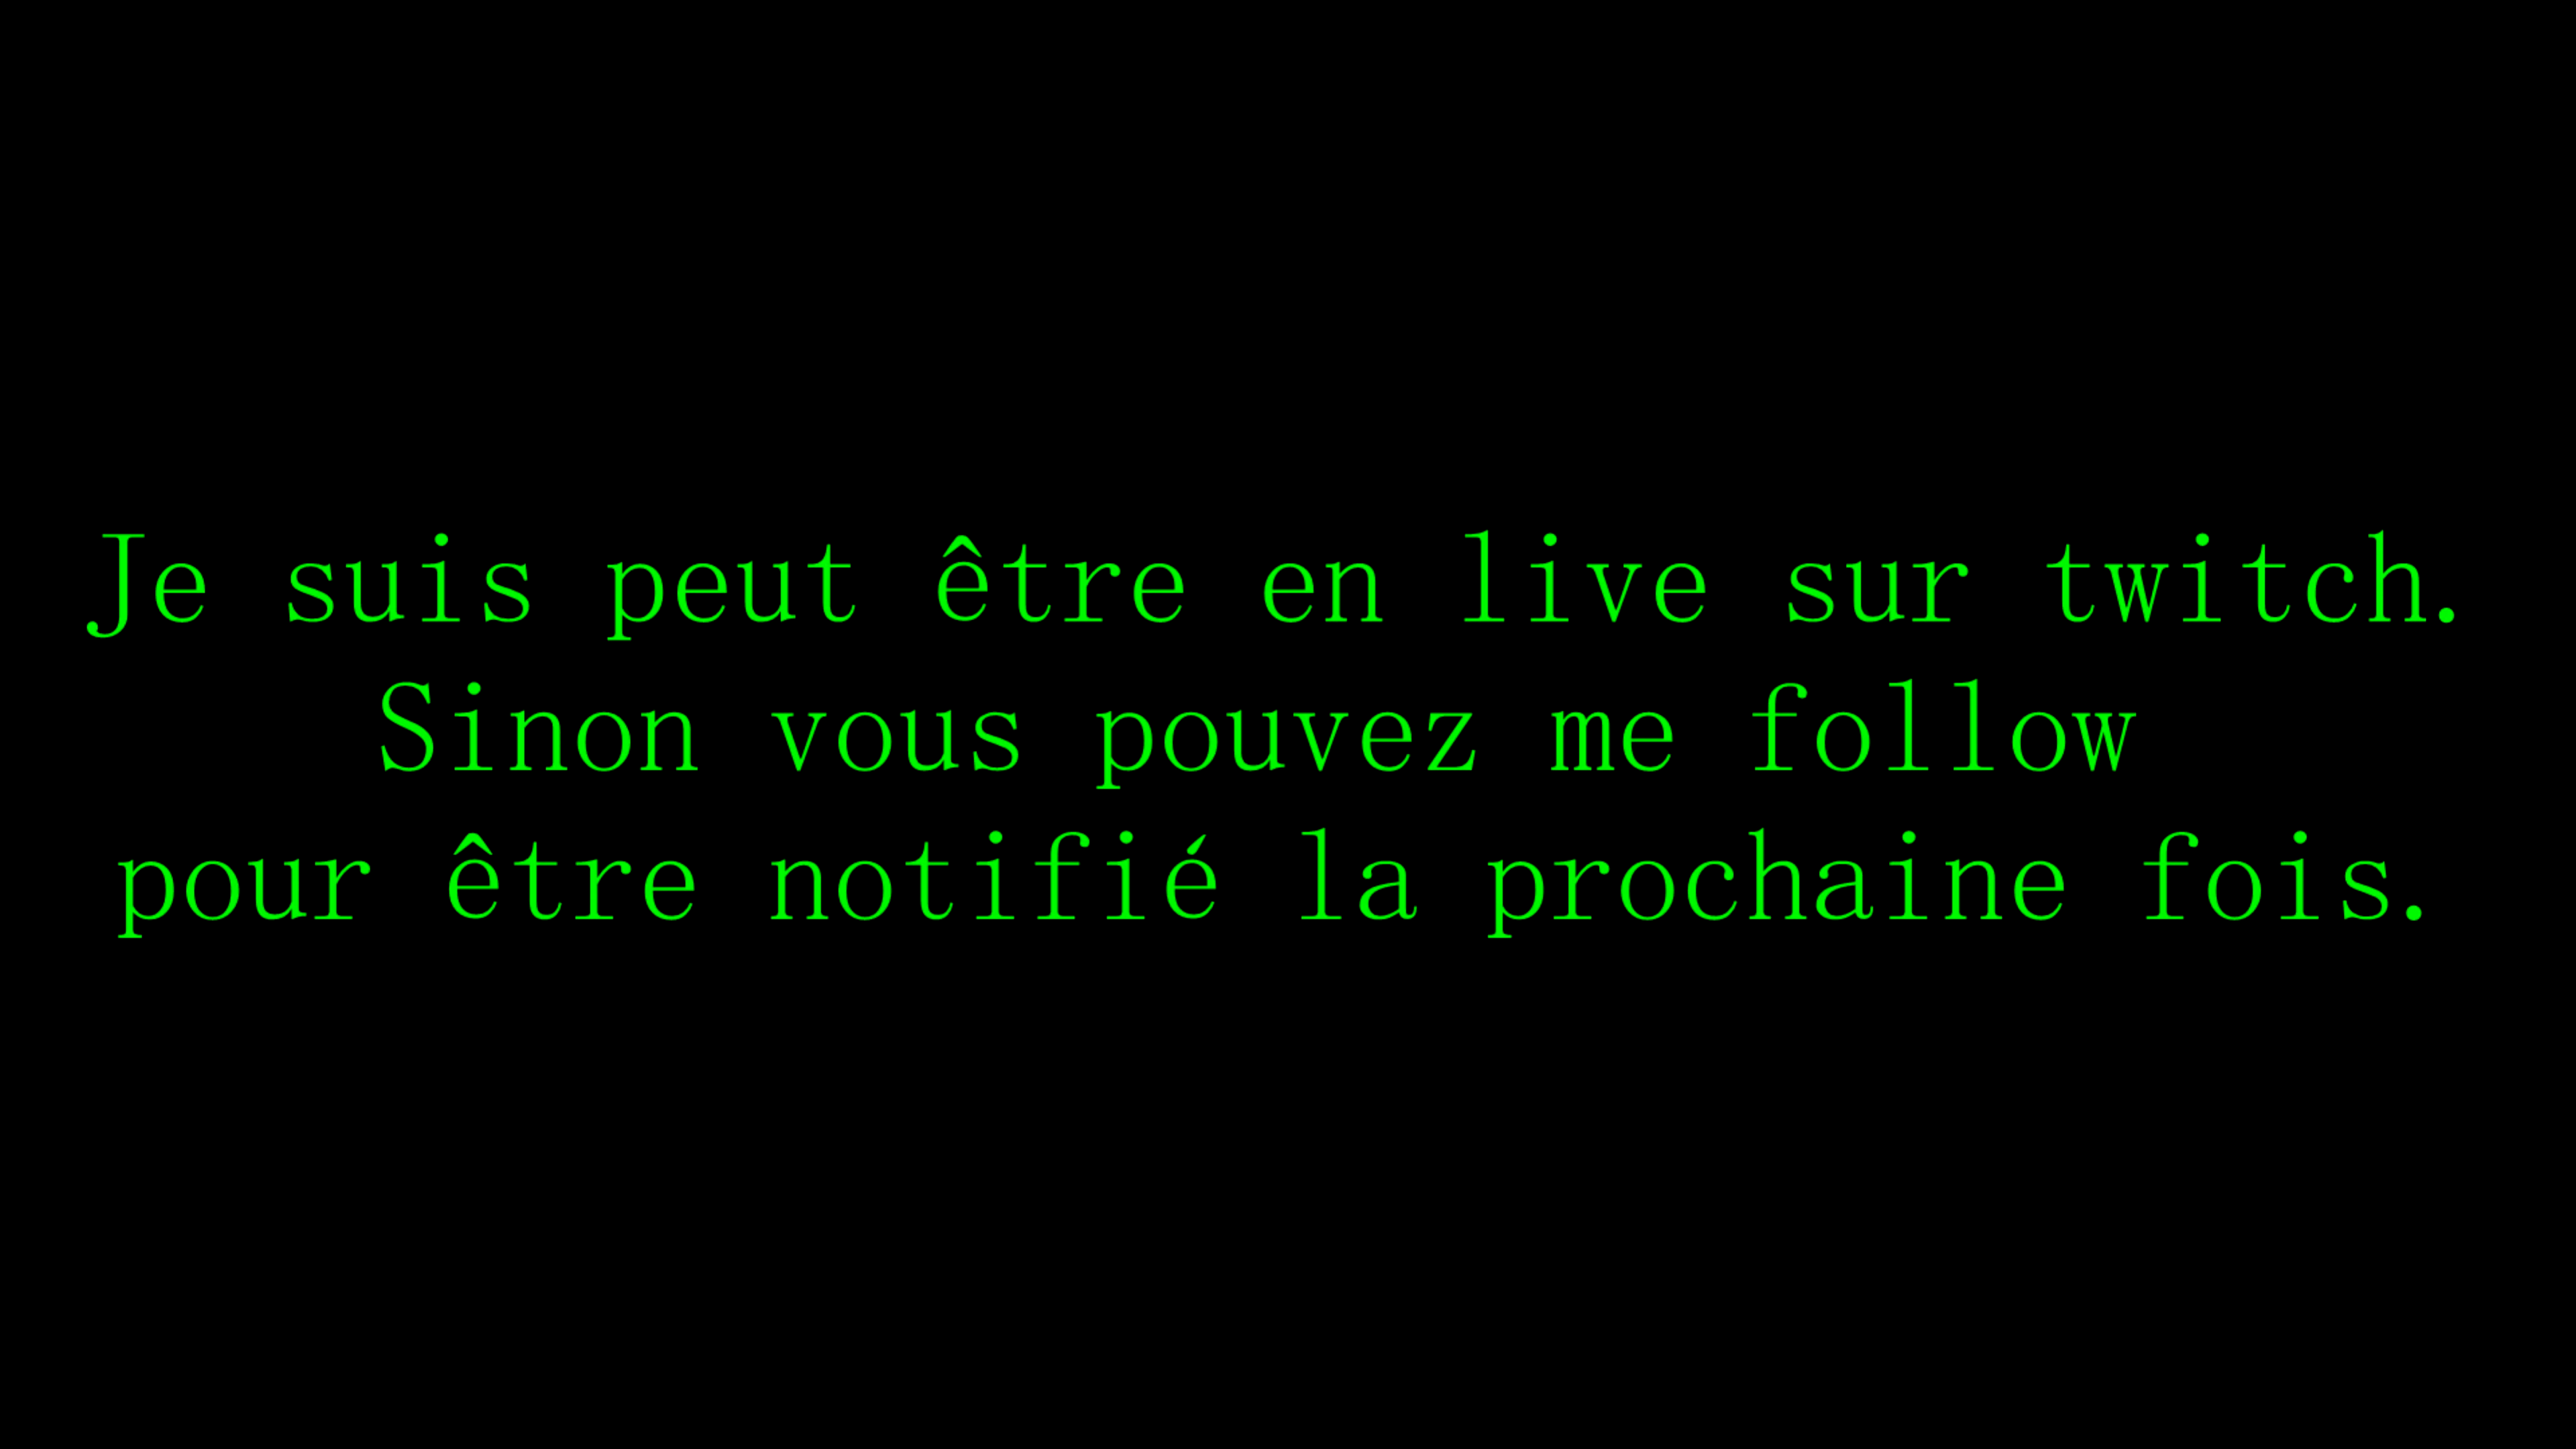 Je suis peut être en live sur twitch.
Sinon vous pouvez me follow
pour être notifié la prochaine fois.